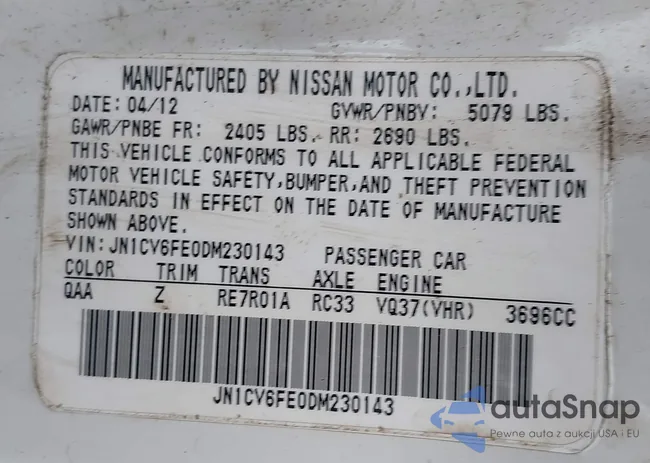 MANUFACTURED BY NISSAN MOTOR CO.,LTD.
DATE: 04/12 GVWR/PNBV: 5079 LBS.
GAWR/PNBE FR: 2405 LBS. RR: 2690 LBS.
THIS VEHICLE CONFORMS TO ALL APPLICABLE FEDERAL
MOTOR VEHICLE SAFETY,BUMPER,AND THEFT PREVENTION
STANDARDS IN EFFECT ON THE DATE OF MANUFACTURE
SHOWN ABOVE.
VIN: JN1CV6FE0DM230143 PASSENGER CAR
COLOR TRIM TRANS AXLE ENGINE
QAA Z RE7R01A RC33 VQ37(VHR) 3696CC
JN1CV6FE0DM230143
autaSnap
Pewne auta z aukcji USA i EU